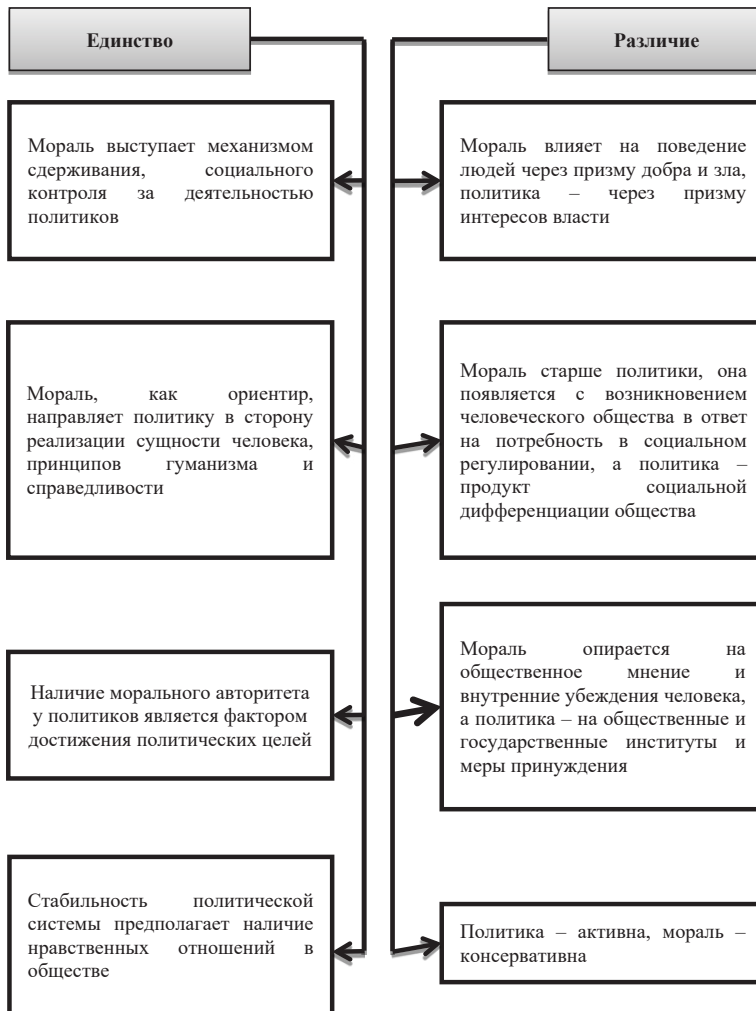 Единство
Мораль выступает механизмом
сдерживания, социального
контроля за деятельностью
политиков
Мораль, как ориентир,
направляет политику в сторону
реализации сущности человека,
принципов гуманизма и
справедливости
Наличие морального авторитета
у политиков является фактором
достижения политических целей
Стабильность политической
системы предполагает наличие
нравственных отношений в
обществе
Различие
Мораль влияет на поведение
людей через призму добра и зла,
политика – через призму
интересов власти
Мораль старше политики, она
появляется с возникновением
человеческого общества в ответ
на потребность в социальном
регулировании, а политика –
продукт социальной
дифференциации общества
Мораль опирается на
общественное мнение и
внутренние убеждения человека,
а политика – на общественные и
государственные институты и
меры принуждения
Политика – активна, мораль –
консервативна